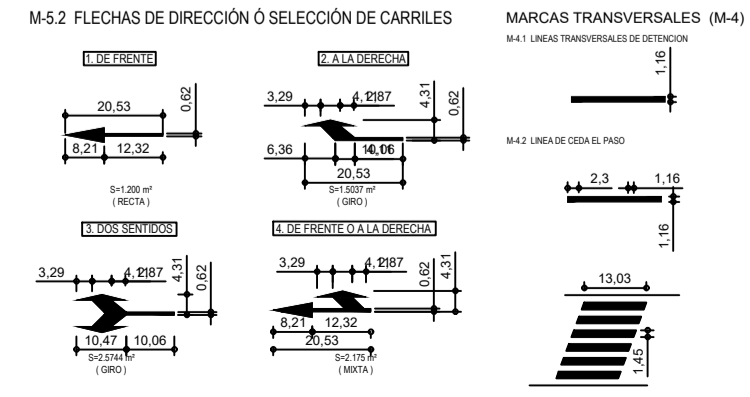 M-5.2 FLECHAS DE DIRECCIÓN Ó SELECCIÓN DE CARRILES
1. DE FRENTE
20,53
0,62
8,21 12,32
S=1.200 m²
( RECTA )
2. A LA DERECHA
3,29
4,31
0,62
6,36
20,53
S=1.5037 m²
( GIRO )
3. DOS SENTIDOS
3,29
4,31
0,62
10,47 10,06
S=2.5744 m²
( GIRO )
4. DE FRENTE O A LA DERECHA
3,29
0,62
4,31
8,21 12,32
20,53
S=2.175 m²
( MIXTA )
MARCAS TRANSVERSALES (M-4)
M-4.1 LINEAS TRANSVERSALES DE DETENCION
1,16
M-4.2 LINEA DE CEDA EL PASO
2,3 1,16
1,16
13,03
1,45